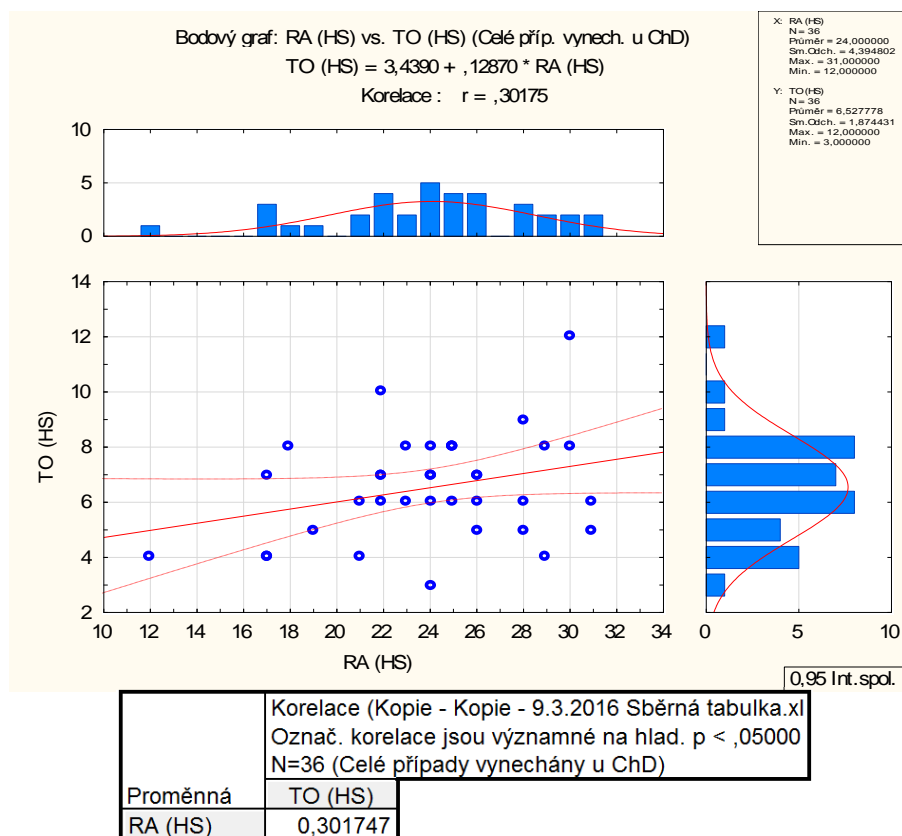 Bodový graf: RA (HS) vs. TO (HS) (Celé příp. vynech. u ChD)
TO (HS) = 3,4390 + ,12870 * RA (HS)
Korelace : r = ,30175
X: RA (HS)
N = 36
Průměr = 24,000000
Sm.Odch. = 4,394802
Max. = 31,000000
Min. = 12,000000
Y: TO (HS)
N = 36
Průměr = 6,527778
Sm.Odch. = 1,874431
Max. = 12,000000
Min. = 3,000000
10
5
0
14
12
10
8
6
4
2
TO (HS)
10 12 14 16 18 20 22 24 26 28 30 32 34
RA (HS)
0 5 10
0,95 Int.spol.
Korelace (Kopie - Kopie - 9.3.2016 Sběrná tabulka.xl
Označ. korelace jsou významné na hlad. p < ,05000
N=36 (Celé případy vynechány u ChD)
Proměnná TO (HS)
RA (HS) 0,301747